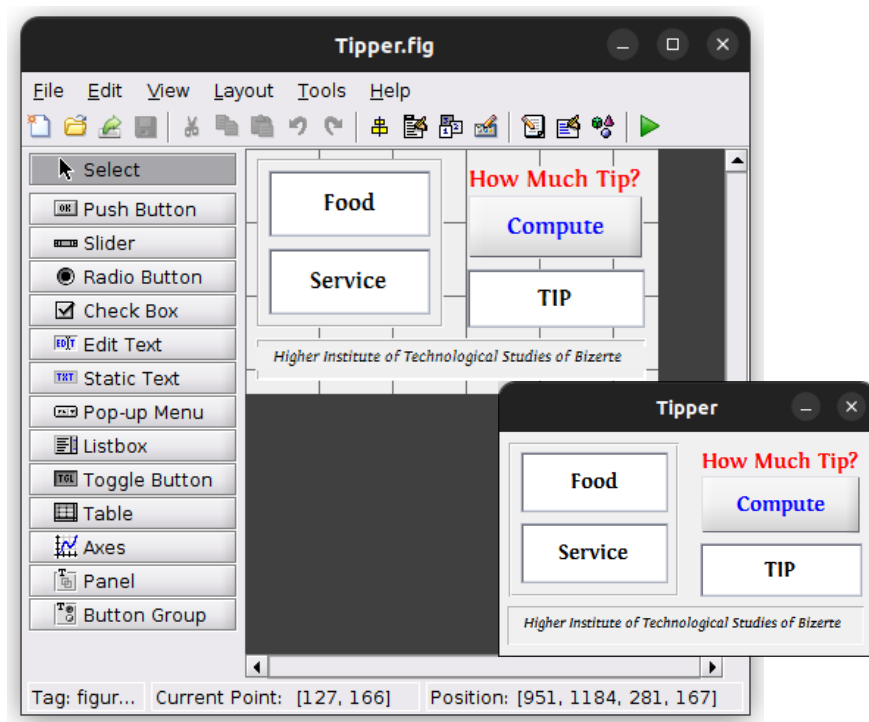 Tipper.fig
File Edit View Layout Tools Help
Select
Push Button
Slider
Radio Button
Check Box
Edit Text
Static Text
Pop-up Menu
Listbox
Toggle Button
Table
Axes
Panel
Button Group
Food
Service
How Much Tip?
Compute
TIP
Higher Institute of Technological Studies of Bizerte
Tipper
Food
Service
How Much Tip?
Compute
TIP
Higher Institute of Technological Studies of Bizerte
Tag: figur... Current Point: [127, 166] Position: [951, 1184, 281, 167]